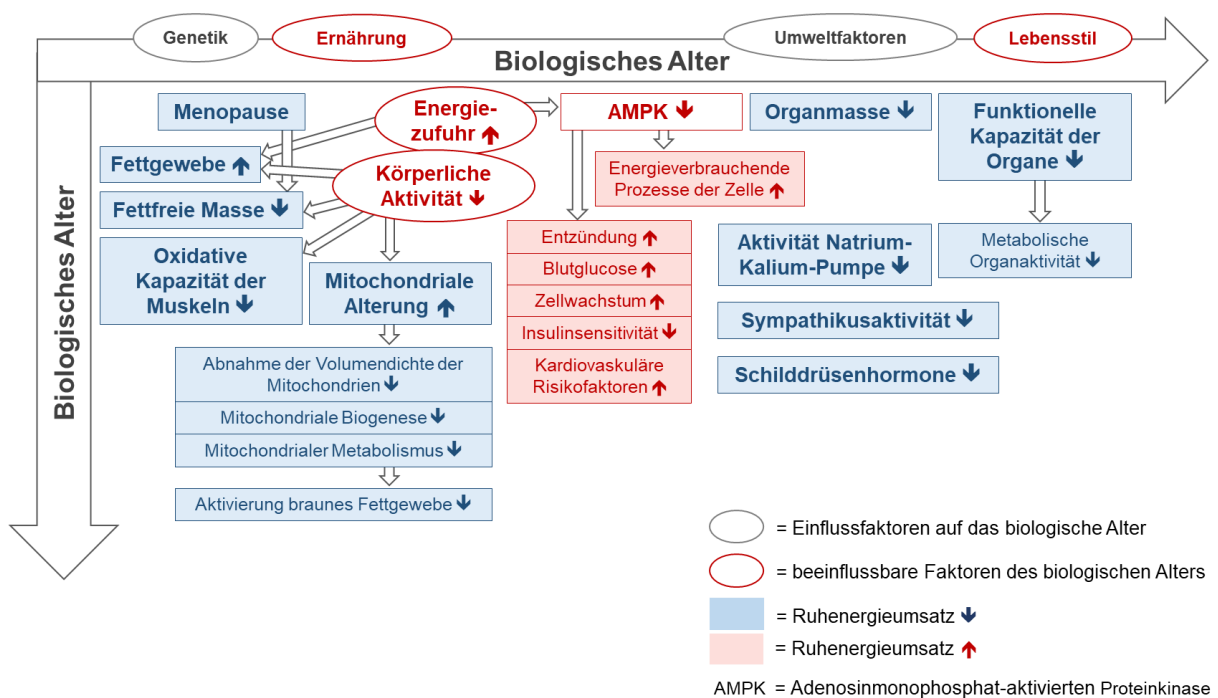 Genetik
Ernährung
Umweltfaktoren
Lebensstil
Biologisches Alter
Biologisches Alter
Menopause
Energie-
zufuhr ↑
AMPK ↓
Organmasse ↓
Funktionelle
Kapazität der
Organe ↓
Fettgewebe ↑
Körperliche
Aktivität ↓
Energieverbrauchende
Prozesse der Zelle ↑
Fettfreie Masse ↓
Oxidative
Kapazität der
Muskeln ↓
Mitochondriale
Alterung ↑
Entzündung ↑
Blutglucose ↑
Zellwachstum ↑
Insulinsensitivität ↓
Kardiovaskuläre
Risikofaktoren ↑
Aktivität Natrium-
Kalium-Pumpe ↓
Metabolische
Organaktivität ↓
Sympathikusaktivität ↓
Schilddrüsenhormone ↓
Abnahme der Volumendichte der
Mitochondrien ↓
Mitochondriale Biogenese ↓
Mitochondrialer Metabolismus ↓
Aktivierung braunes Fettgewebe ↓
= Einflussfaktoren auf das biologische Alter
= beeinflussbare Faktoren des biologischen Alters
= Ruhenergieumsatz ↓
= Ruhenergieumsatz ↑
AMPK = Adenosinmonophosphat-aktivierten Proteinkinase